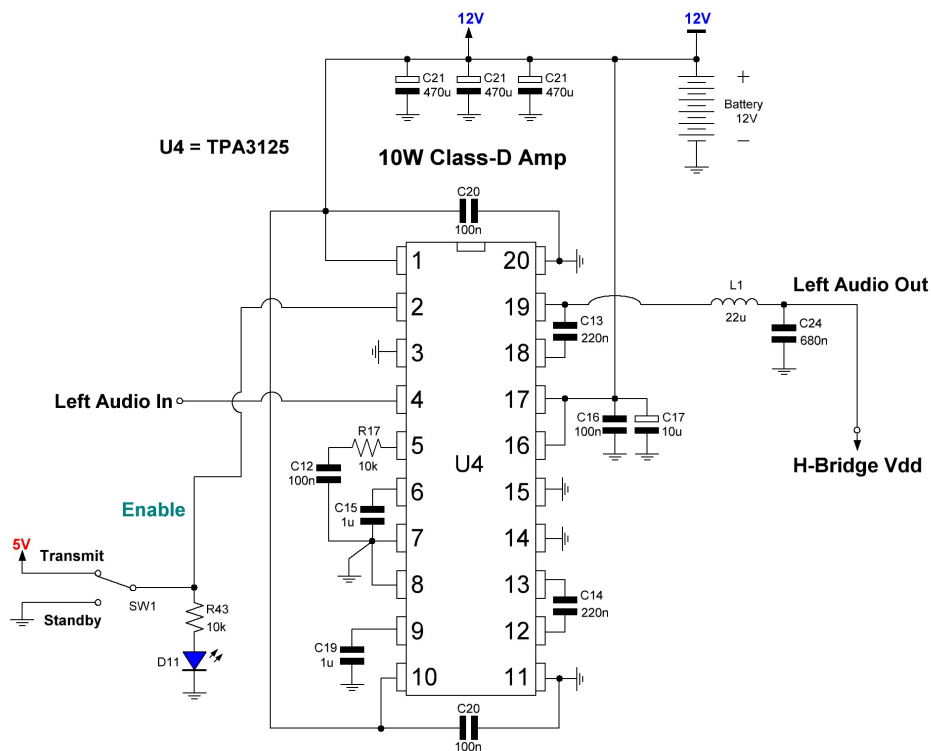 12V
12V
C21
470u
C21
470u
C21
470u
+
Battery
12V
−
U4 = TPA3125
10W Class-D Amp
C20
100n
1
20
2
19
L1
22u
Left Audio Out
C13
220n
C24
680n
3
18
Left Audio In
4
17
R17
10k
5
16
C16
100n
C17
10u
H-Bridge Vdd
C12
100n
U4
6
15
C15
1u
Enable
7
14
5V
Transmit
8
13
SW1
C14
220n
R43
10k
Standby
9
12
C19
1u
D11
10
11
C20
100n